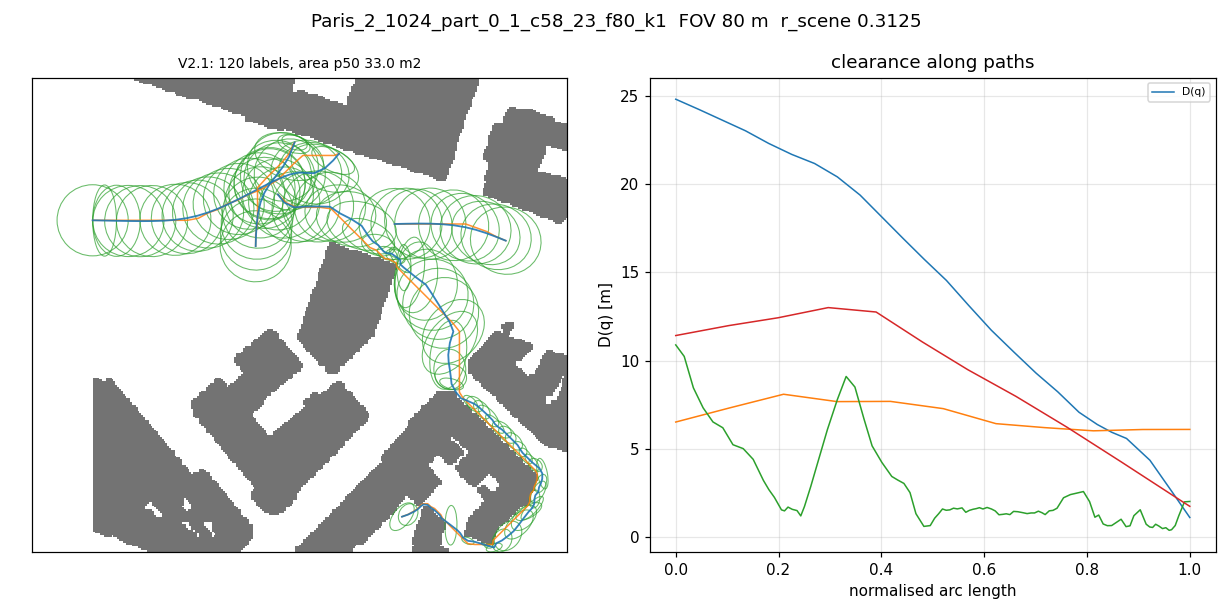 Paris_2_1024_part_0_1_c58_23_f80_k1 FOV 80 m r_scene 0.3125
V2.1: 120 labels, area p50 33.0 m2
clearance along paths
D(q)
25
20
15
10
5
0
D(q) [m]
0.0 0.2 0.4 0.6 0.8 1.0
normalised arc length